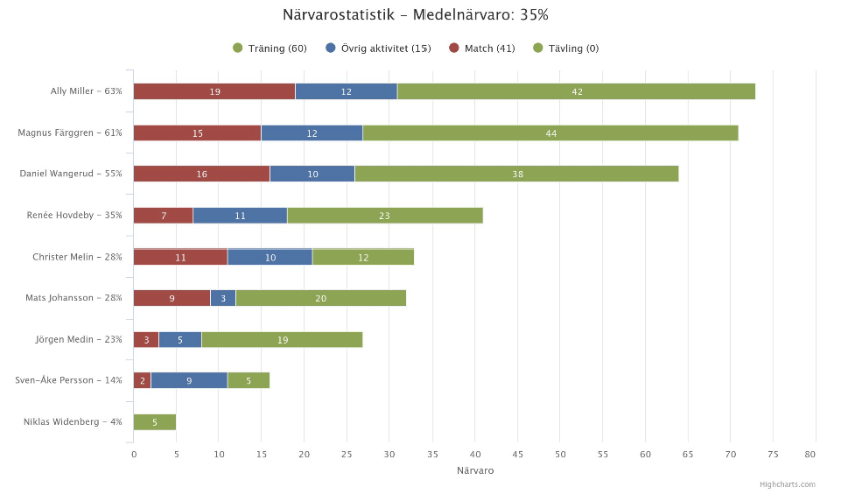 Närvarostatistik - Medelnärvaro: 35%
Träning (60) Övrig aktivitet (15) Match (41) Tävling (0)
Ally Miller - 63% 19 12 42
Magnus Färggren - 61% 15 12 44
Daniel Wangerud - 55% 16 10 38
Renée Hovdeby - 35% 7 11 23
Christer Melin - 28% 11 10 12
Mats Johansson - 28% 9 3 20
Jörgen Medin - 23% 3 5 19
Sven-Åke Persson - 14% 2 9 5
Niklas Widenberg - 4% 5
0 5 10 15 20 25 30 35 40 45 50 55 60 65 70 75 80
Närvaro
Highcharts.com